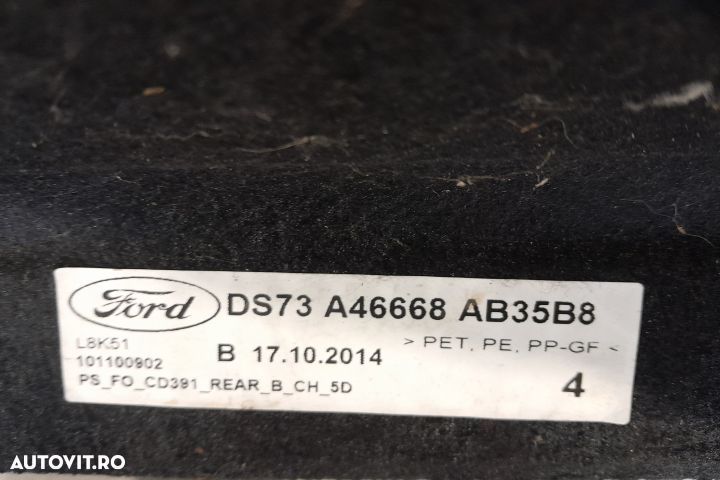 Ford DS73 A46668 AB35B8
L8K51
101100902
B 17.10.2014
> PET, PE, PP-GF <
PS_FO_CD391_REAR_B_CH_5D
4
AUTOVIT.RO